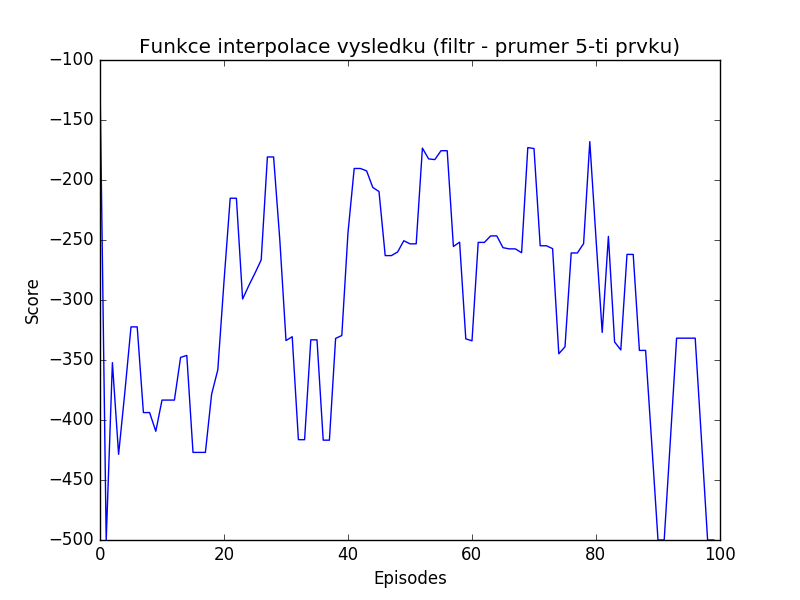 Funkce interpolace vysledku (filtr - prumer 5-ti prvku)
−100
−150
−200
−250
−300
−350
−400
−450
−500
Score
0 20 40 60 80 100
Episodes